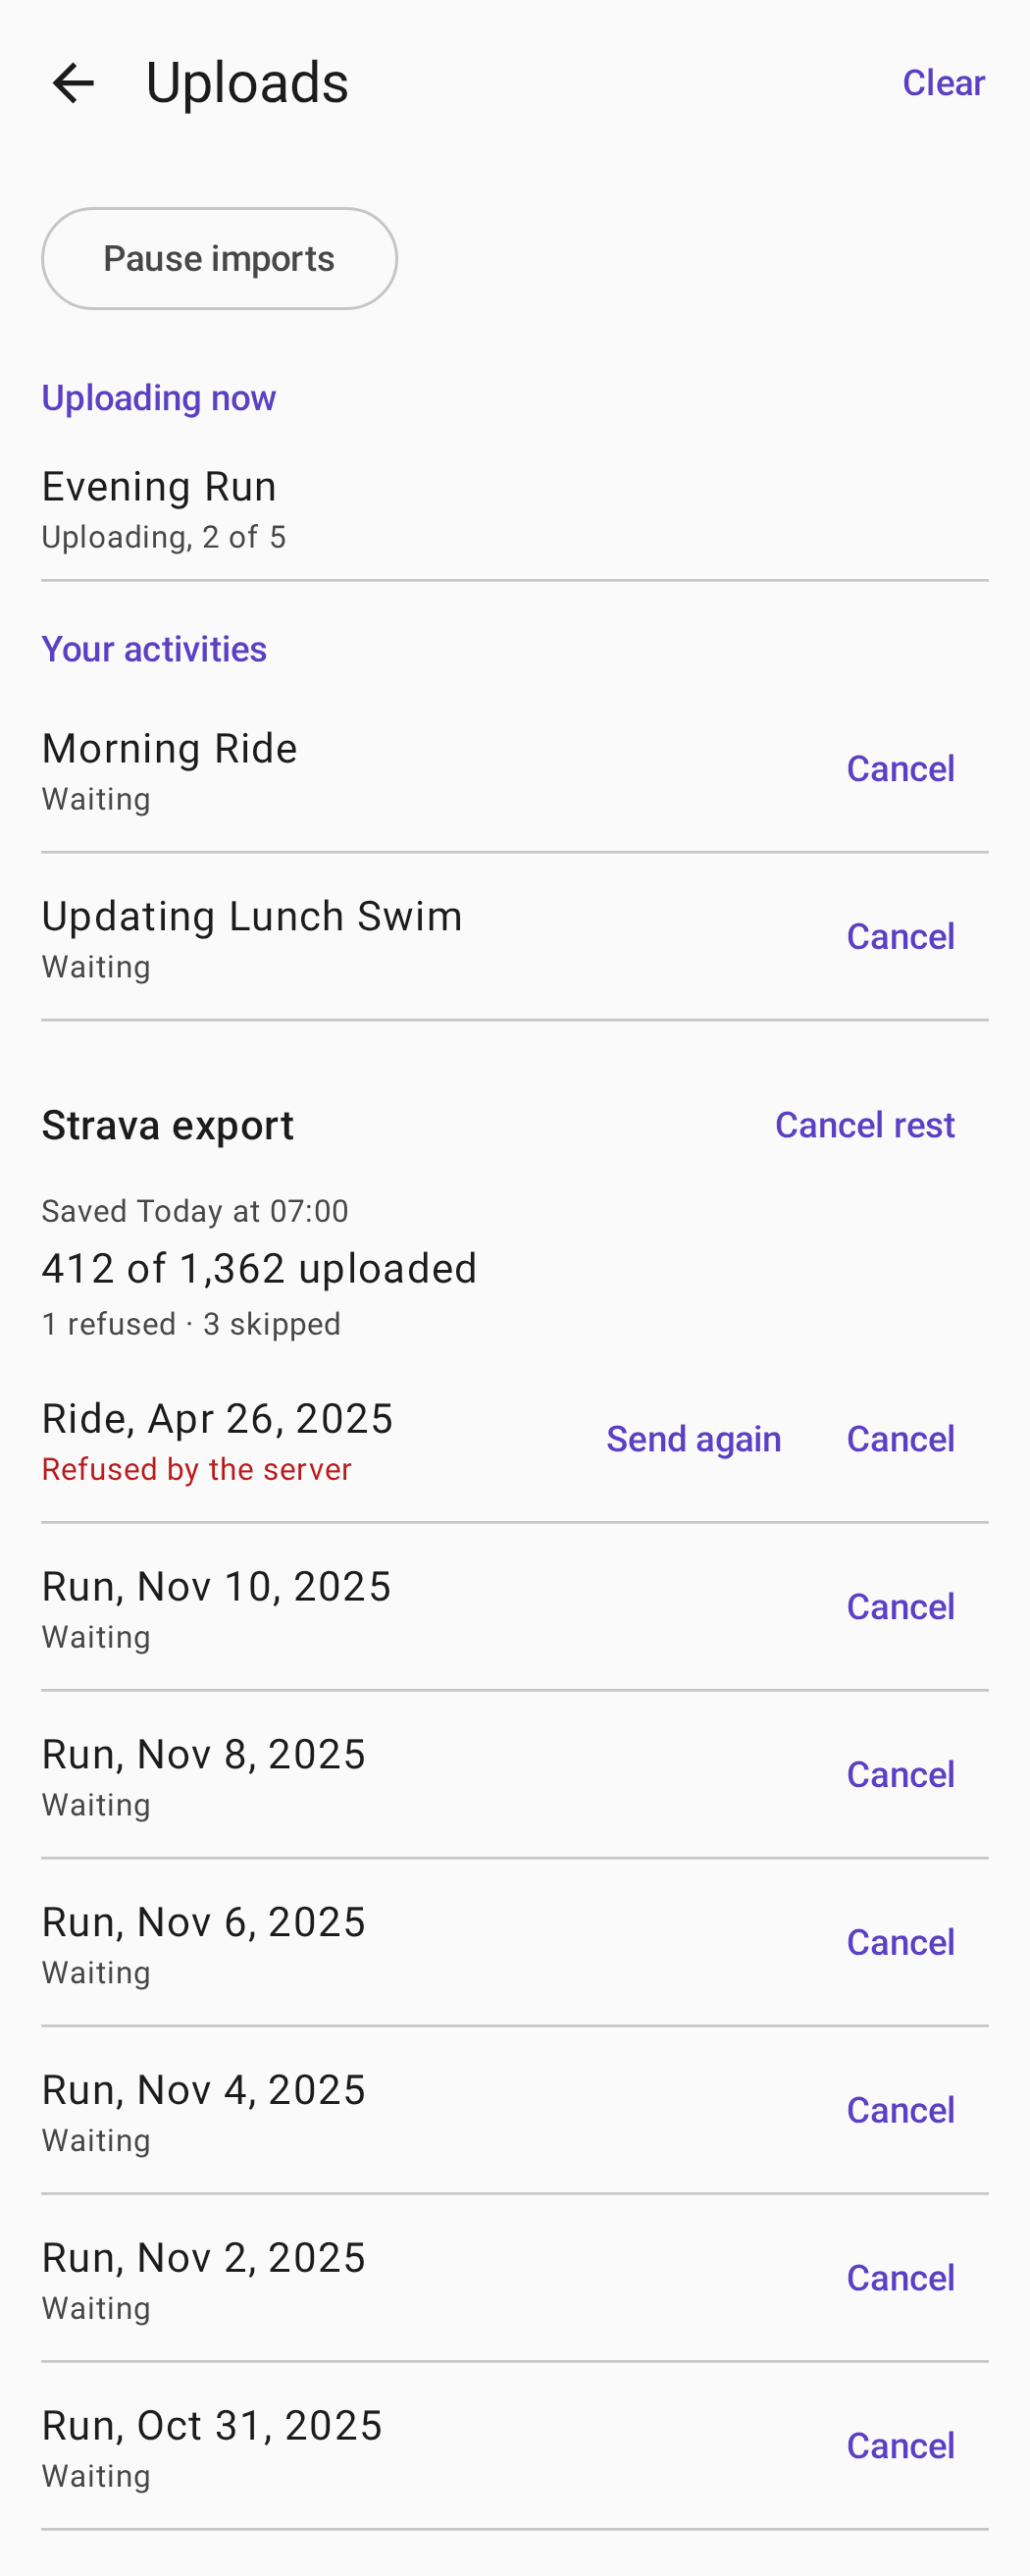 Uploads
Clear
Pause imports
Uploading now
Evening Run
Uploading, 2 of 5
Your activities
Morning Ride
Waiting
Cancel
Updating Lunch Swim
Waiting
Cancel
Strava export
Cancel rest
Saved Today at 07:00
412 of 1,362 uploaded
1 refused · 3 skipped
Ride, Apr 26, 2025
Refused by the server
Send again
Cancel
Run, Nov 10, 2025
Waiting
Cancel
Run, Nov 8, 2025
Waiting
Cancel
Run, Nov 6, 2025
Waiting
Cancel
Run, Nov 4, 2025
Waiting
Cancel
Run, Nov 2, 2025
Waiting
Cancel
Run, Oct 31, 2025
Waiting
Cancel